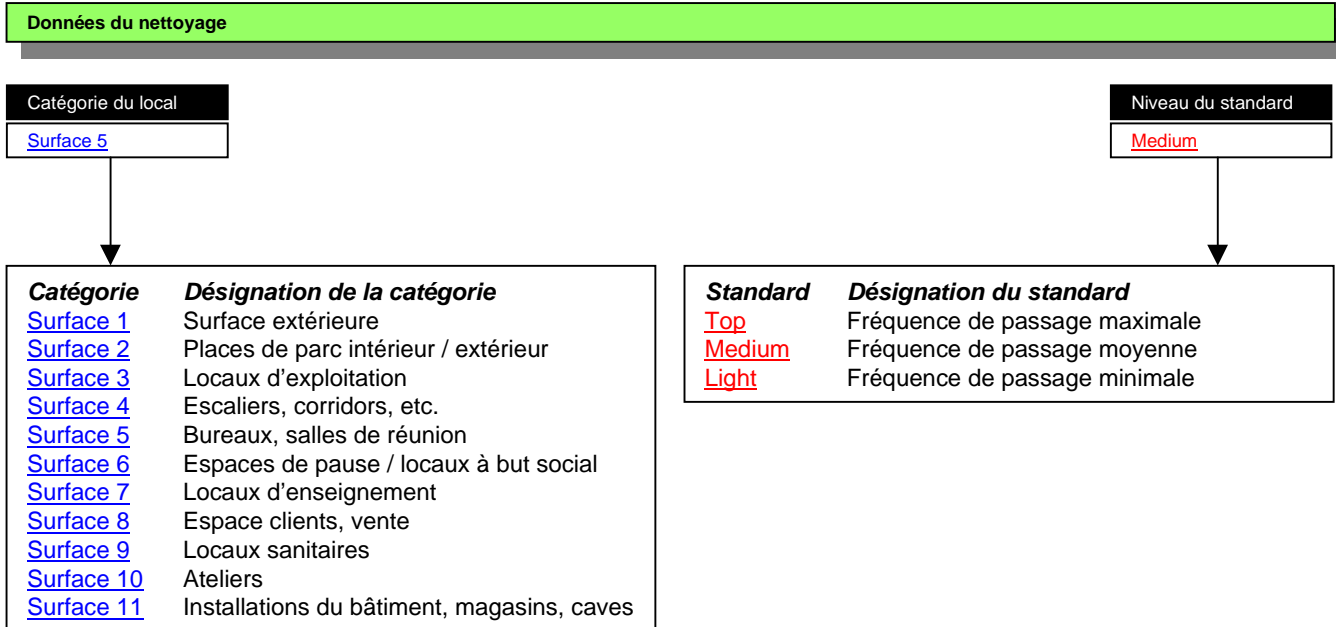 Données du nettoyage
Catégorie du local
Surface 5
Niveau du standard
Medium
Catégorie Désignation de la catégorie
Surface 1 Surface extérieure
Surface 2 Places de parc intérieur / extérieur
Surface 3 Locaux d'exploitation
Surface 4 Escaliers, corridors, etc.
Surface 5 Bureaux, salles de réunion
Surface 6 Espaces de pause / locaux à but social
Surface 7 Locaux d'enseignement
Surface 8 Espace clients, vente
Surface 9 Locaux sanitaires
Surface 10 Ateliers
Surface 11 Installations du bâtiment, magasins, caves
Standard Désignation du standard
Top Fréquence de passage maximale
Medium Fréquence de passage moyenne
Light Fréquence de passage minimale